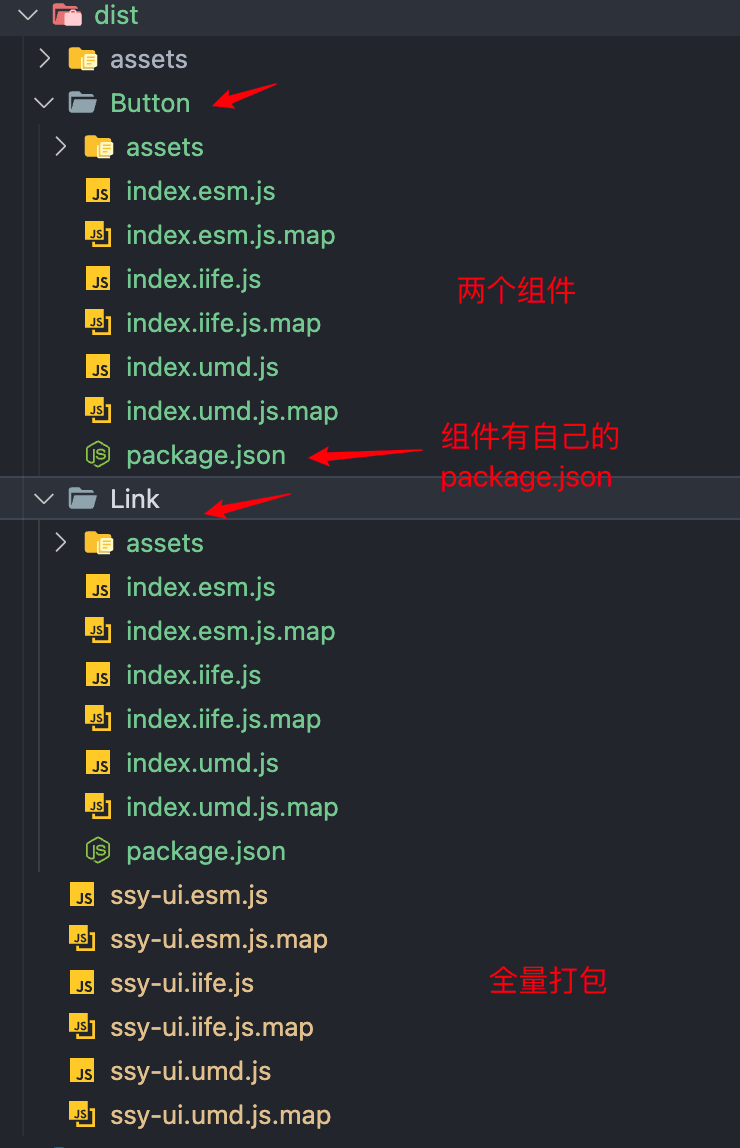 dist
assets
Button
assets
index.esm.js
index.esm.js.map
index.iife.js
两个组件
index.iife.js.map
index.umd.js
index.umd.js.map
组件有自己的
package.json
package.json
Link
assets
index.esm.js
index.esm.js.map
index.iife.js
index.iife.js.map
index.umd.js
index.umd.js.map
package.json
ssy-ui.esm.js
ssy-ui.esm.js.map
ssy-ui.iife.js
全量打包
ssy-ui.iife.js.map
ssy-ui.umd.js
ssy-ui.umd.js.map